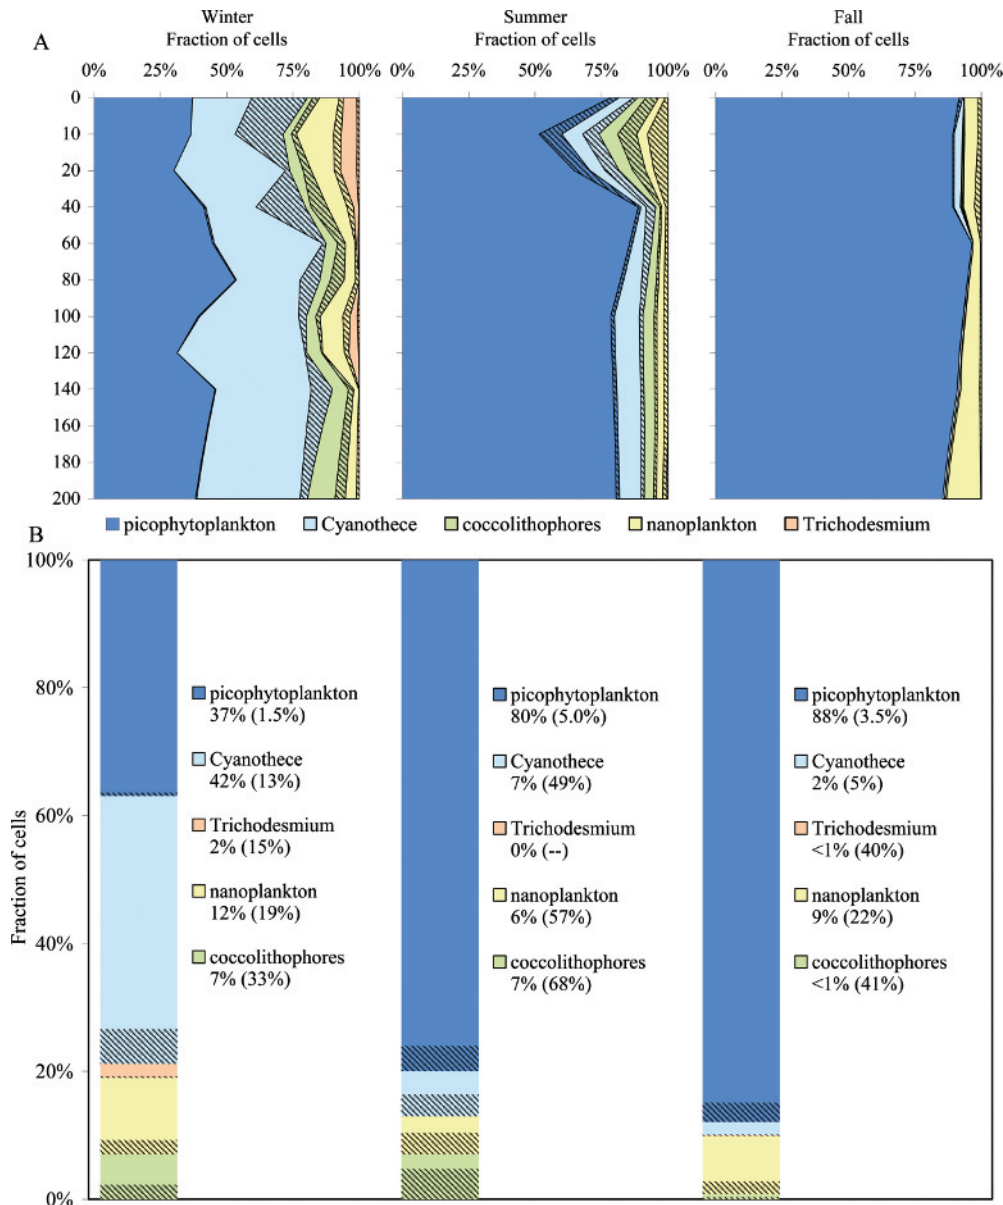 Winter
Summer
Fall
A
Fraction of cells
Fraction of cells
Fraction of cells
0% 25% 50% 75% 100%
0% 25% 50% 75% 100%
0% 25% 50% 75% 100%
0
10
20
40
60
80
100
120
140
160
180
200
picophytoplankton Cyanothece coccolithophores nanoplankton Trichodesmium
B
Fraction of cells
100%
80%
60%
40%
20%
0%
picophytoplankton
37% (1.5%)
Cyanothece
42% (13%)
Trichodesmium
2% (15%)
nanoplankton
12% (19%)
coccolithophores
7% (33%)
picophytoplankton
80% (5.0%)
Cyanothece
7% (49%)
Trichodesmium
0% (--)
nanoplankton
6% (57%)
coccolithophores
7% (68%)
picophytoplankton
88% (3.5%)
Cyanothece
2% (5%)
Trichodesmium
<1% (40%)
nanoplankton
9% (22%)
coccolithophores
<1% (41%)